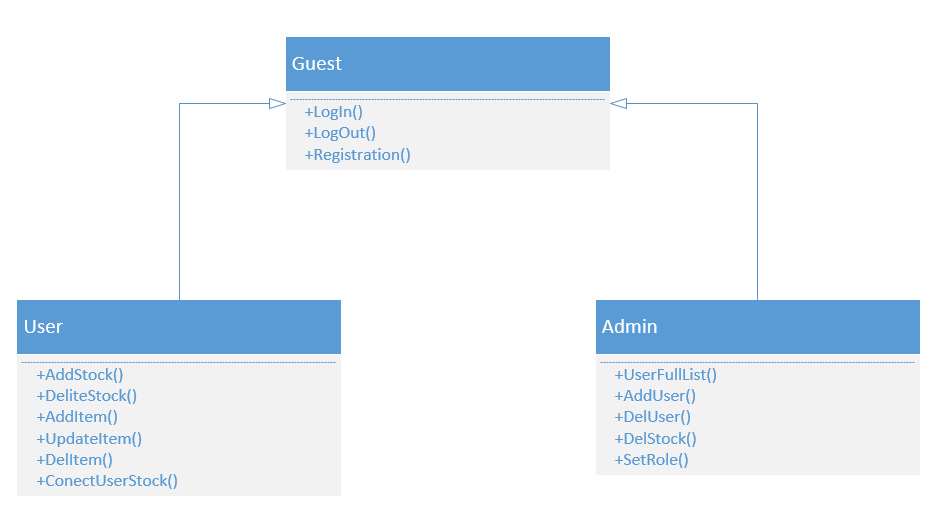 Guest
+LogIn()
+LogOut()
+Registration()
User
+AddStock()
+DeliteStock()
+AddItem()
+UpdateItem()
+DelItem()
+ConectUserStock()
Admin
+UserFullList()
+AddUser()
+DelUser()
+DelStock()
+SetRole()